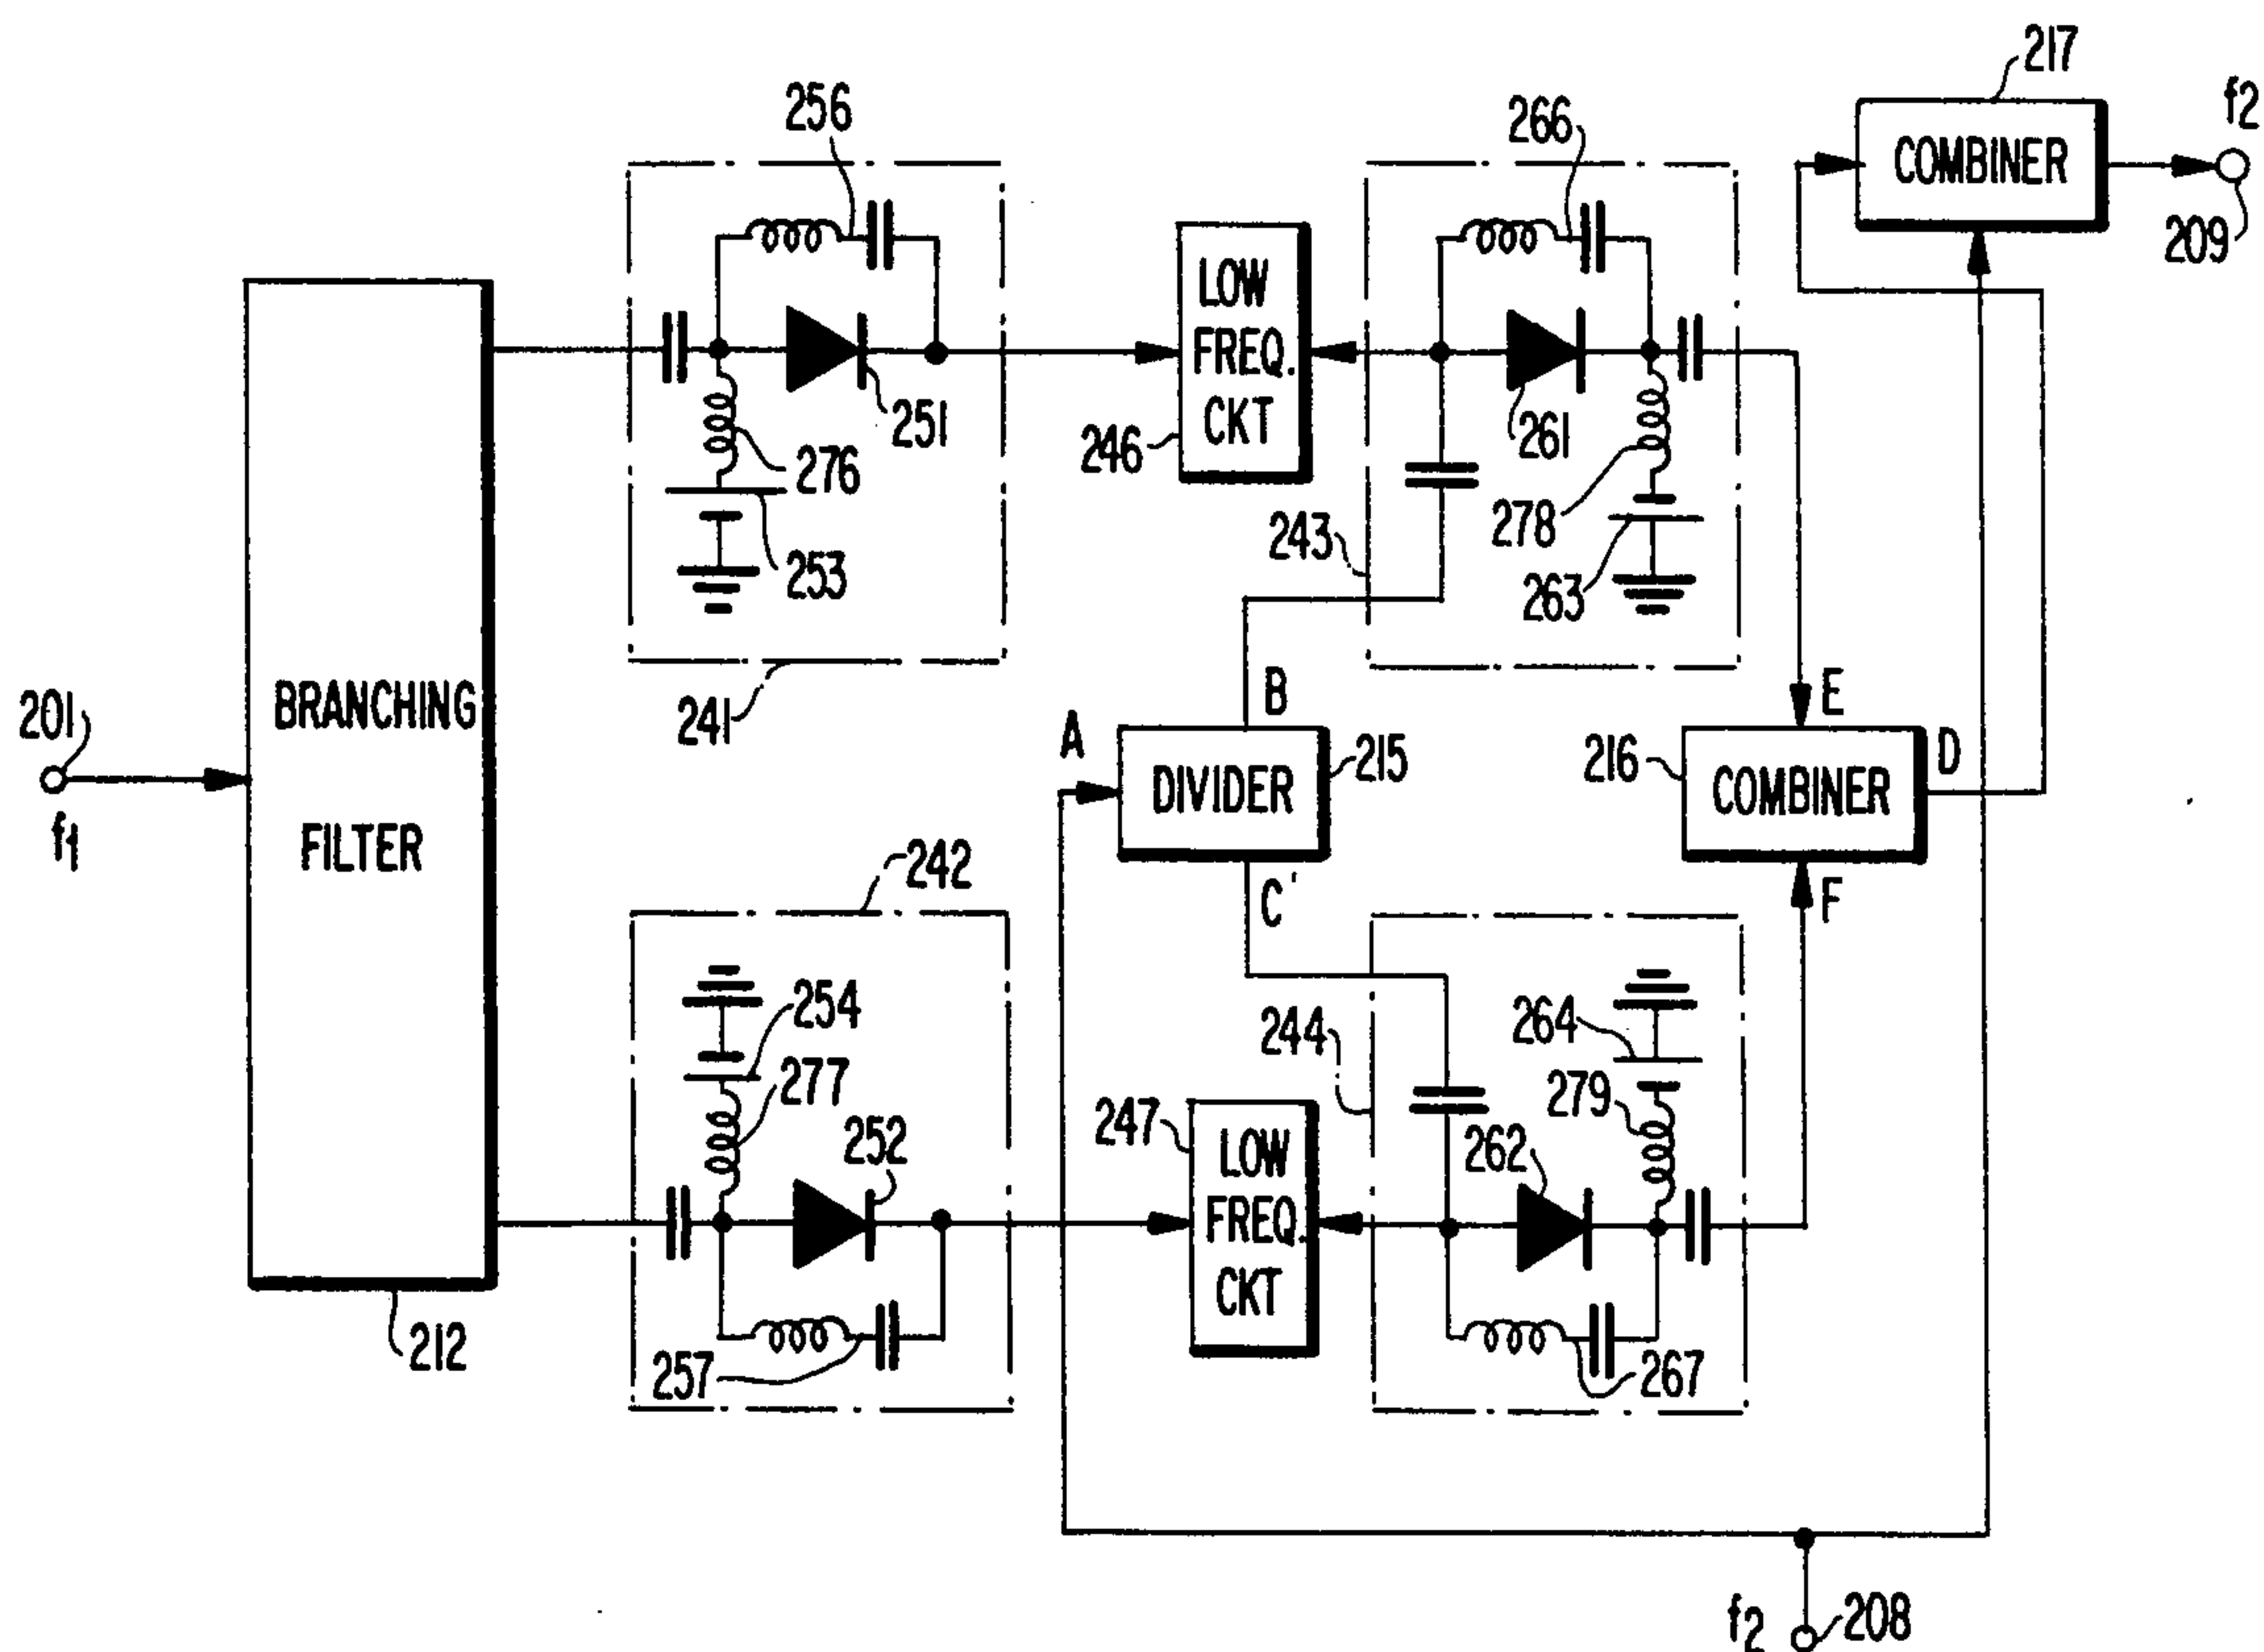 217
f2
COMBINER
209
256
266
LOW
FREQ.
CKT
246
251
276
253
261
278
263
243
241
201
f1
BRANCHING
FILTER
212
A
B
C'
DIVIDER
215
216
COMBINER
D
E
F
242
254
277
252
257
244
264
279
262
267
247
LOW
FREQ.
CKT
f2
208